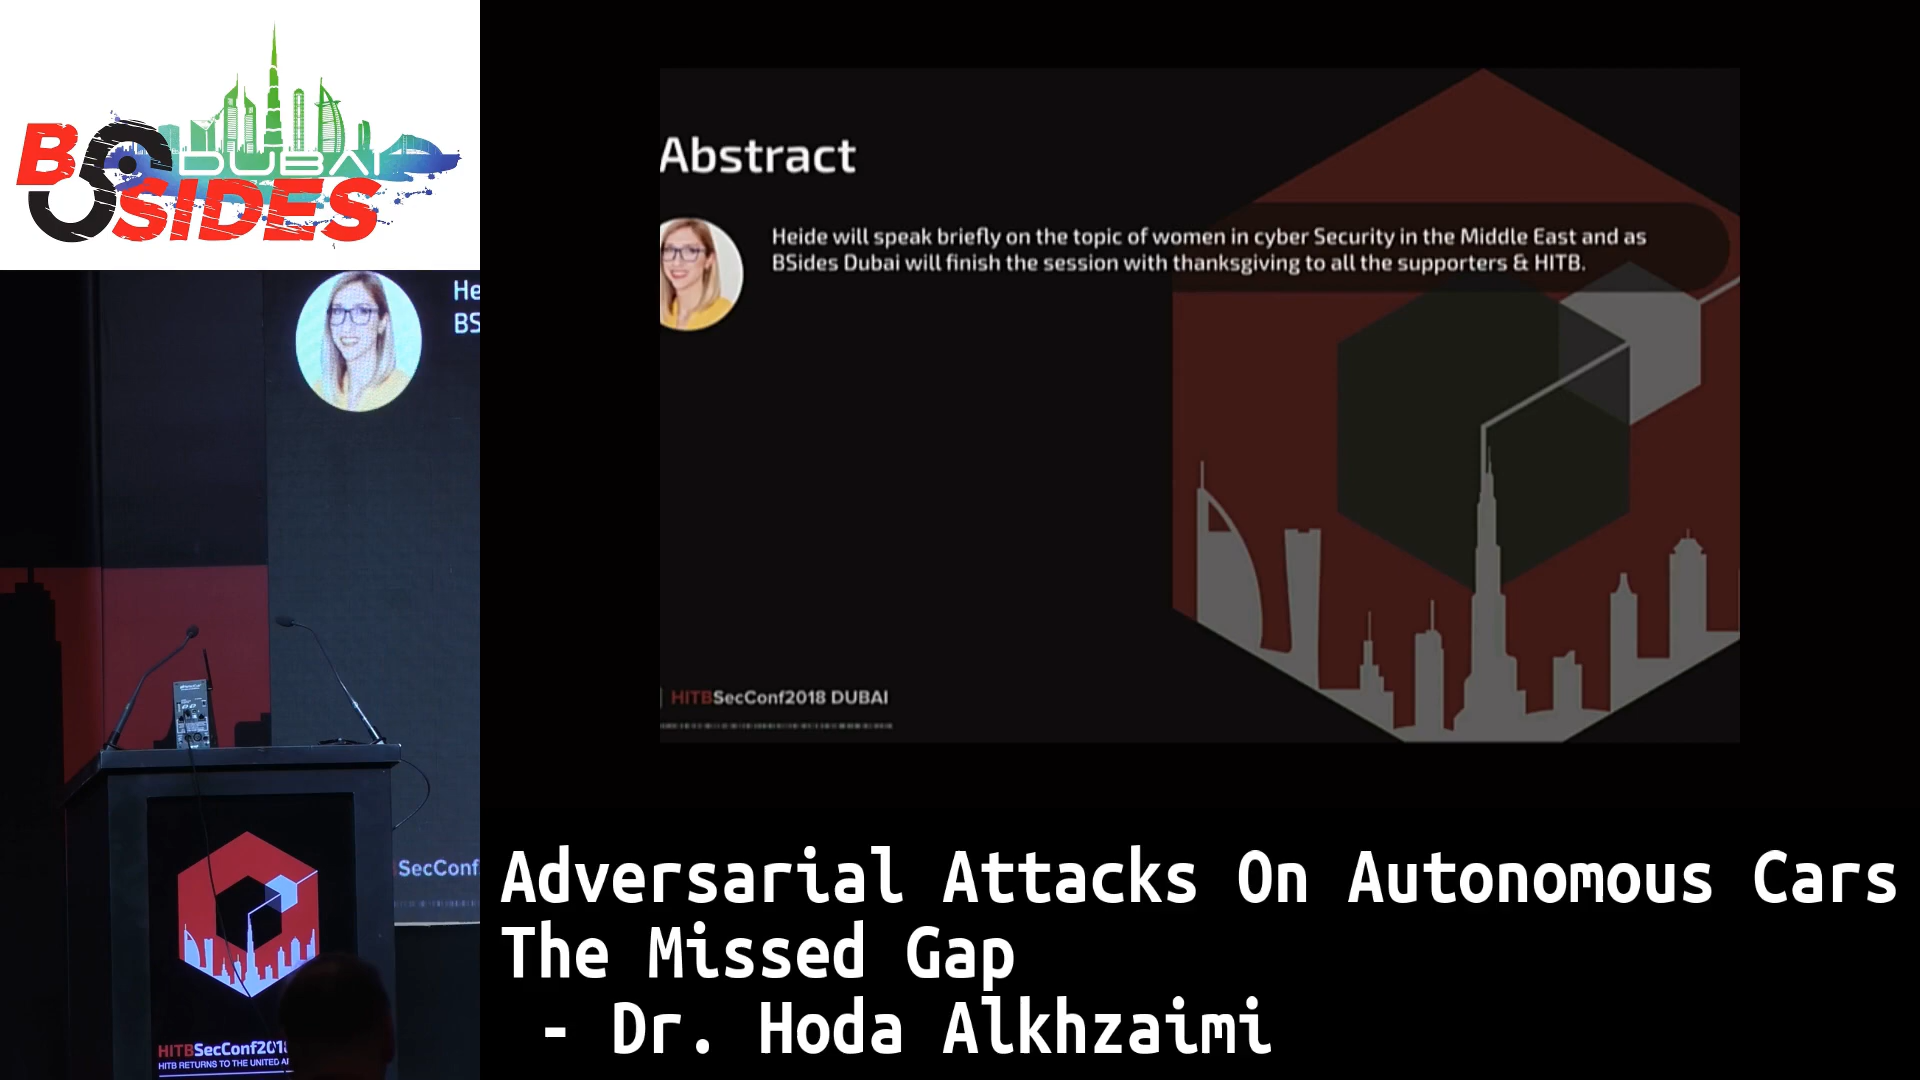 BSIDES
DUBAI
He
BS
SecConf
HITBSecConf2018
HITB RETURNS TO THE UNITED A
Abstract
Heide will speak briefly on the topic of women in cyber Security in the Middle East and as
BSides Dubai will finish the session with thanksgiving to all the supporters & HITB.
HITBSecConf2018 DUBAI
Adversarial Attacks On Autonomous Cars
The Missed Gap
- Dr. Hoda Alkhzaimi